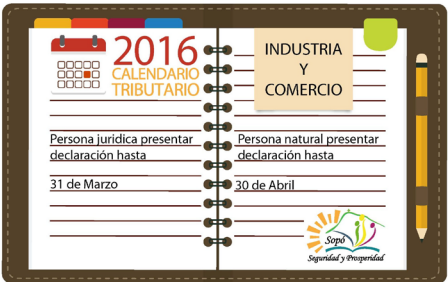 2016
CALENDARIO
TRIBUTARIO
Persona juridica presentar
declaración hasta
31 de Marzo
INDUSTRIA
Y
COMERCIO
Persona natural presentar
declaración hasta
30 de Abril
Sopó
Seguridad y Prosperidad